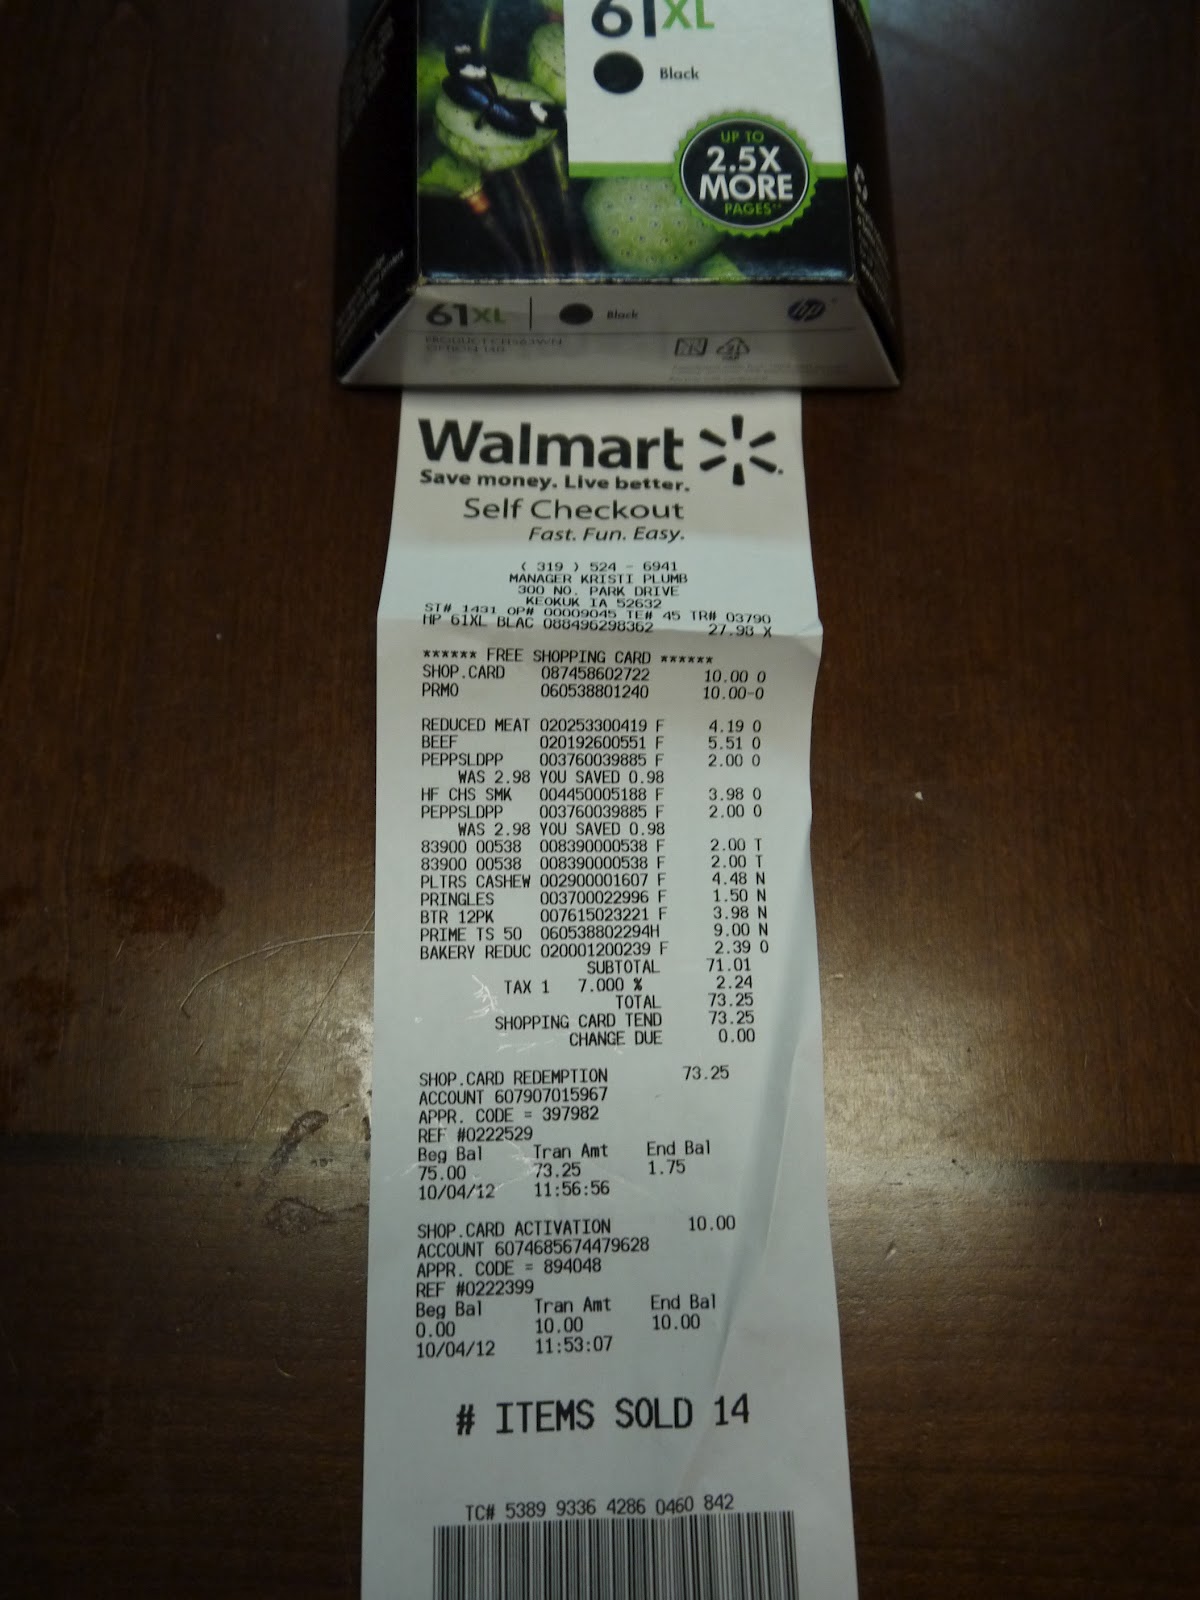 61XL
Black
UP TO
2.5X
MORE
PAGES**
61XL | Black hp
PRODUCT CH563WN
OPTION 140
Walmart
Save money. Live better.
Self Checkout
Fast. Fun. Easy.
( 319 ) 524 - 6941
MANAGER KRISTI PLUMB
300 NO. PARK DRIVE
KEOKUK IA 52632
ST# 1431 OP# 00009045 TE# 45 TR# 03790
HP 61XL BLAC 088496298362 27.98 X
****** FREE SHOPPING CARD ******
SHOP.CARD 087458602722 10.00 O
PRMO 060538801240 10.00-O
REDUCED MEAT 020253300419 F 4.19 O
BEEF 020192600551 F 5.51 O
PEPPSLDPP 003760039885 F 2.00 O
WAS 2.98 YOU SAVED 0.98
HF CHS SMK 004450005188 F 3.98 O
PEPPSLDPP 003760039885 F 2.00 O
WAS 2.98 YOU SAVED 0.98
83900 00538 008390000538 F 2.00 T
83900 00538 008390000538 F 2.00 T
PLTRS CASHEW 002900001607 F 4.48 N
PRINGLES 003700022996 F 1.50 N
BTR 12PK 007615023221 F 3.98 N
PRIME TS 50 060538802294H 9.00 N
BAKERY REDUC 020001200239 F 2.39 O
SUBTOTAL 71.01
TAX 1 7.000 % 2.24
TOTAL 73.25
SHOPPING CARD TEND 73.25
CHANGE DUE 0.00
SHOP.CARD REDEMPTION 73.25
ACCOUNT 607907015967
APPR. CODE = 397982
REF #0222529
Beg Bal Tran Amt End Bal
75.00 73.25 1.75
10/04/12 11:56:56
SHOP.CARD ACTIVATION 10.00
ACCOUNT 6074685674479628
APPR. CODE = 894048
REF #0222399
Beg Bal Tran Amt End Bal
0.00 10.00 10.00
10/04/12 11:53:07
# ITEMS SOLD 14
TC# 5389 9336 4286 0460 842